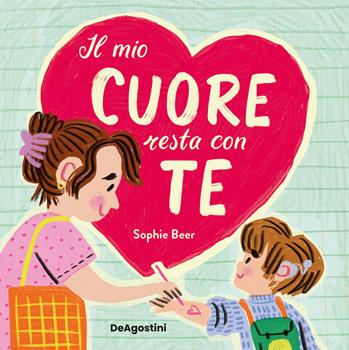 Il mio
CUORE
resta con
TE
Sophie Beer
DeAgostini